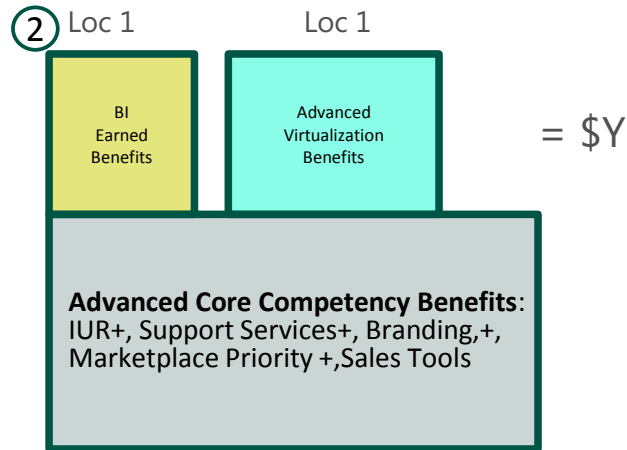 2 Loc 1 Loc 1
BI
Earned
Benefits
Advanced
Virtualization
Benefits
= $Y
Advanced Core Competency Benefits:
IUR+, Support Services+, Branding,+,
Marketplace Priority +,Sales Tools